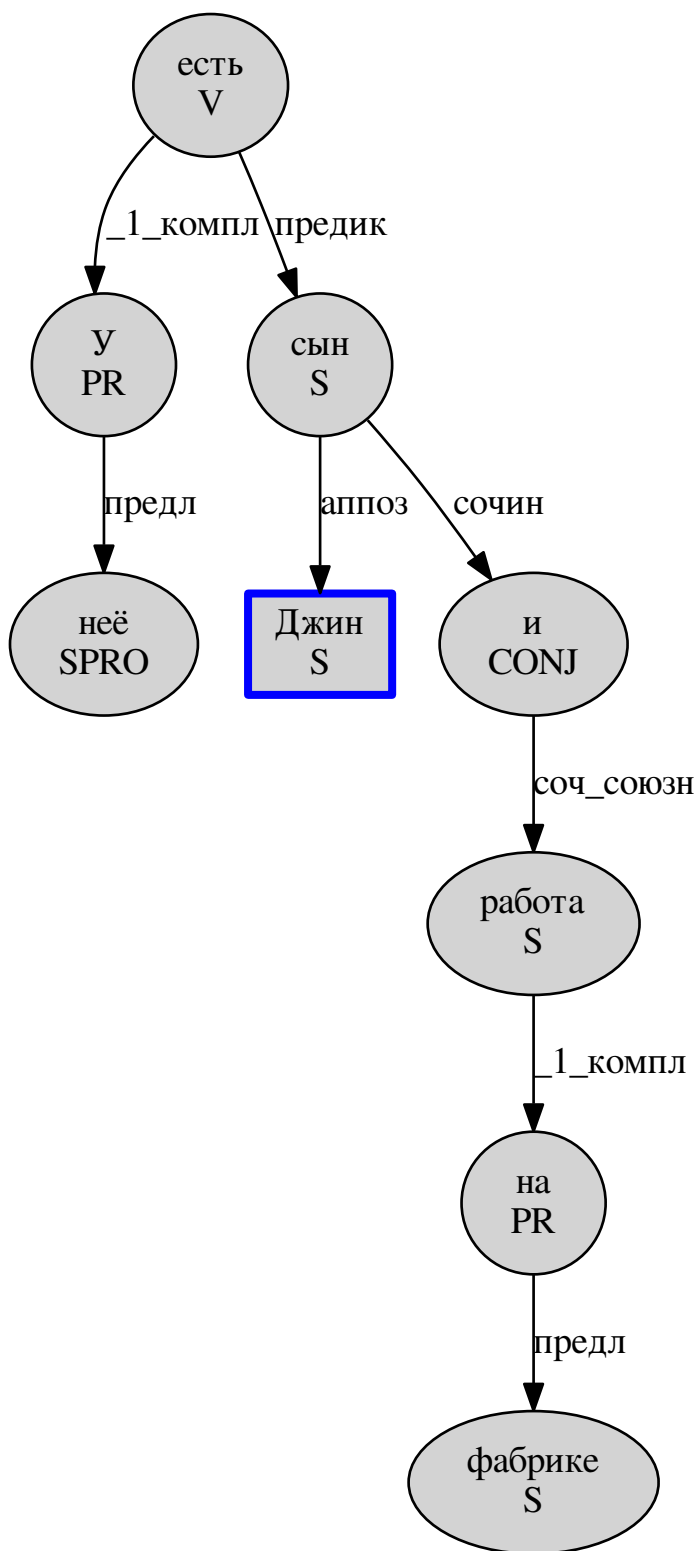 есть
V
_1_компл
предик
У
PR
сын
S
предл
аппоз
сочин
неё
SPRO
Джин
S
и
CONJ
соч_союзн
работа
S
_1_компл
на
PR
предл
фабрике
S